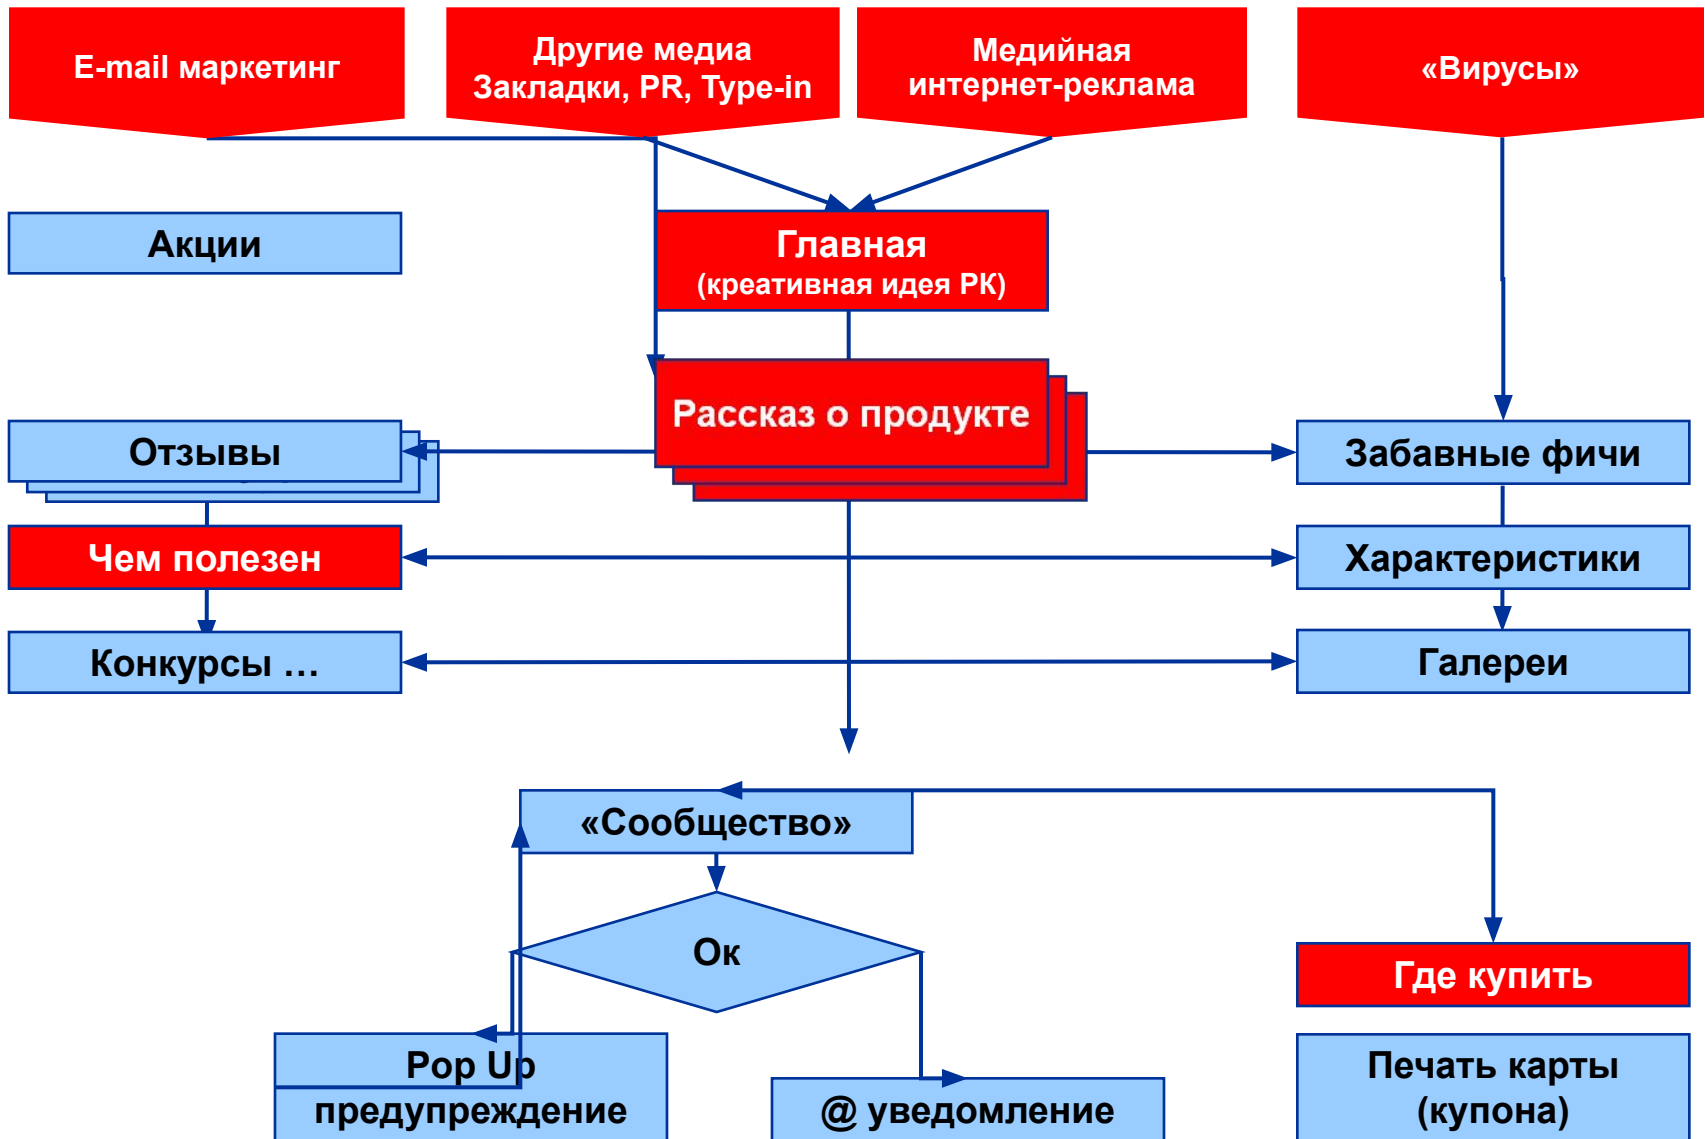 E-mail маркетинг
Другие медиа
Закладки, PR, Type-in
Медийная
интернет-реклама
«Вирусы»
Акции
Главная
(креативная идея РК)
Рассказ о продукте
Отзывы
Забавные фичи
Чем полезен
Характеристики
Конкурсы ...
Галереи
«Сообщество»
Ок
Где купить
Pop Up
предупреждение
@ уведомление
Печать карты
(купона)